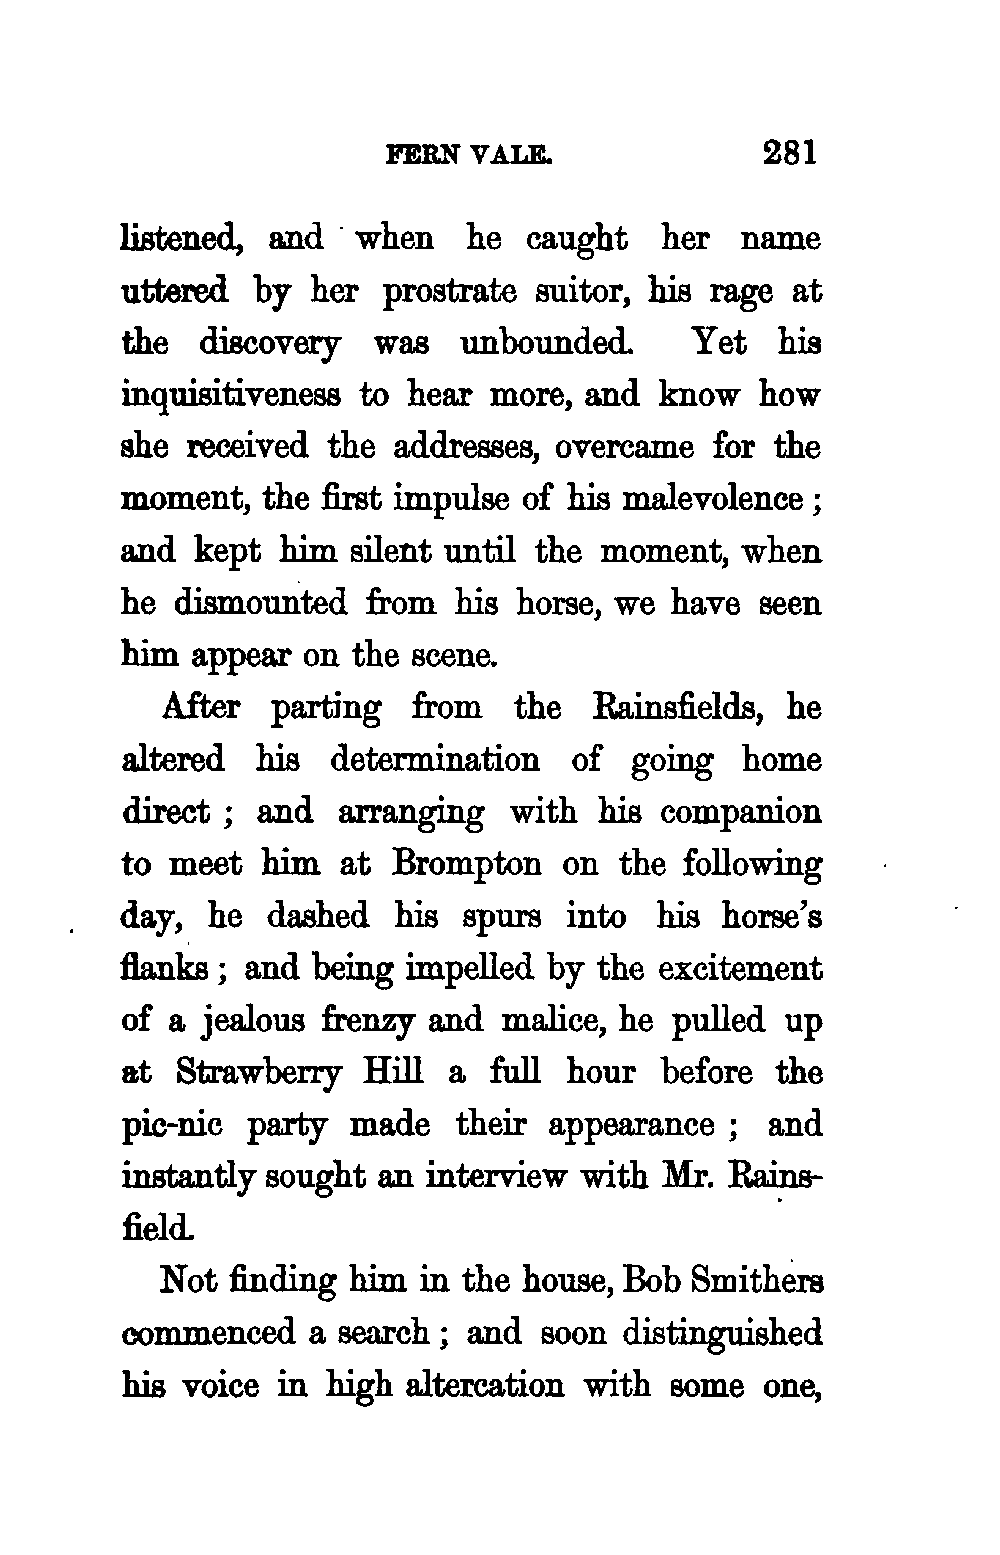 FERN VALE. 281
listened, and when he caught her name
uttered by her prostrate suitor, his rage at
the discovery was unbounded. Yet his
inquisitiveness to hear more, and know how
she received the addresses, overcame for the
moment, the first impulse of his malevolence ;
and kept him silent until the moment, when
he dismounted from his horse, we have seen
him appear on the scene.
After parting from the Rainsfields, he
altered his determination of going home
direct ; and arranging with his companion
to meet him at Brompton on the following
day, he dashed his spurs into his horse's
flanks ; and being impelled by the excitement
of a jealous frenzy and malice, he pulled up
at Strawberry Hill a full hour before the
pic-nic party made their appearance ; and
instantly sought an interview with Mr. Rains-
field.
Not finding him in the house, Bob Smithers
commenced a search ; and soon distinguished
his voice in high altercation with some one,